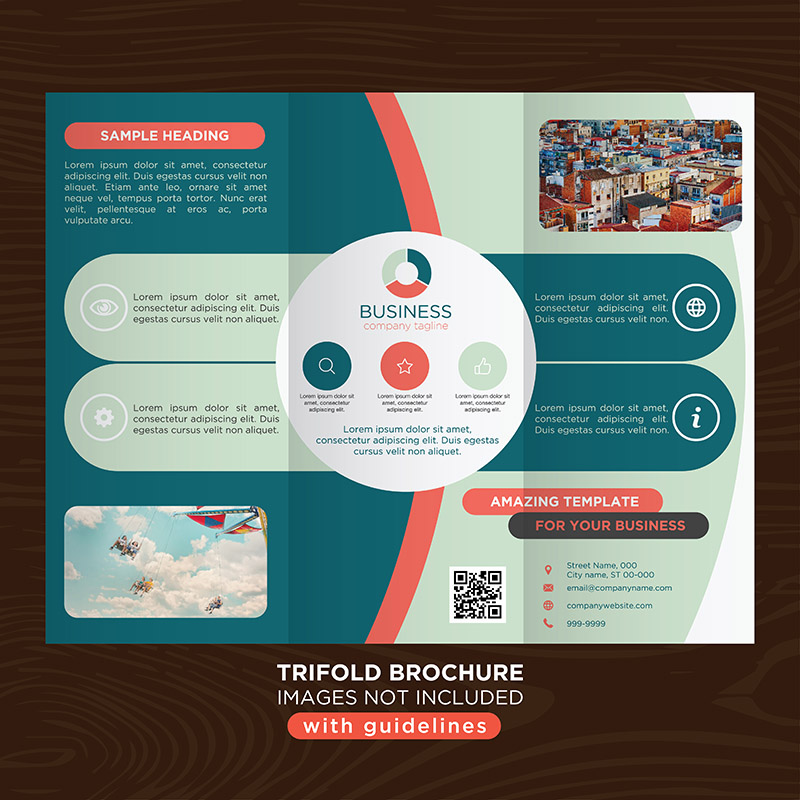 SAMPLE HEADING
Lorem ipsum dolor sit amet, consectetur
adipiscing elit. Duis egestas cursus velit non
aliquet. Etiam ante leo, ornare sit amet
neque vel, dapibus tempus tortor. Nullam
velit, pellentesque at eros ac, porta
vulputate arcu.
Lorem ipsum dolor sit amet,
consectetur adipiscing elit. Duis
egestas cursus velit non aliquet.
Lorem ipsum dolor sit amet,
consectetur adipiscing elit. Duis
egestas cursus velit non aliquet.
BUSINESS
company tagline
Lorem ipsum dolor sit
amet, consectetur
adipiscing elit.
Lorem ipsum dolor sit
amet, consectetur
adipiscing elit.
Lorem ipsum dolor sit
amet, consectetur
adipiscing elit.
Lorem ipsum dolor sit amet,
consectetur adipiscing elit. Duis egestas
cursus velit non aliquet.
Lorem ipsum dolor sit amet,
consectetur adipiscing elit. Duis
egestas cursus velit non aliquet.
Lorem ipsum dolor sit amet,
consectetur adipiscing elit. Duis
egestas cursus velit non aliquet.
AMAZING TEMPLATE
FOR YOUR BUSINESS
Street Name, 000
City name, ST 00-000
email@companyname.com
companywebsite.com
999-9999
TRIFOLD BROCHURE
IMAGES NOT INCLUDED
with guidelines